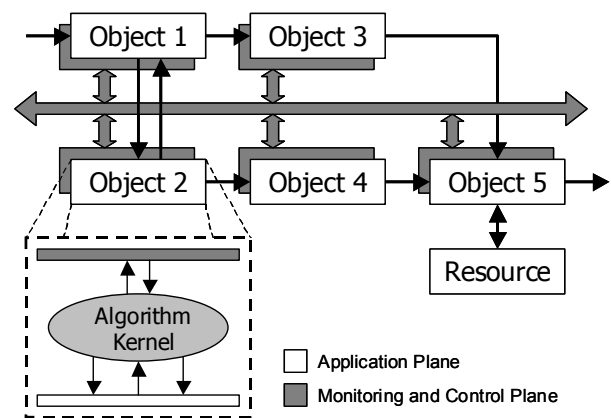 Object 1
Object 3
Object 2
Object 4
Object 5
Resource
Algorithm
Kernel
Application Plane
Monitoring and Control Plane